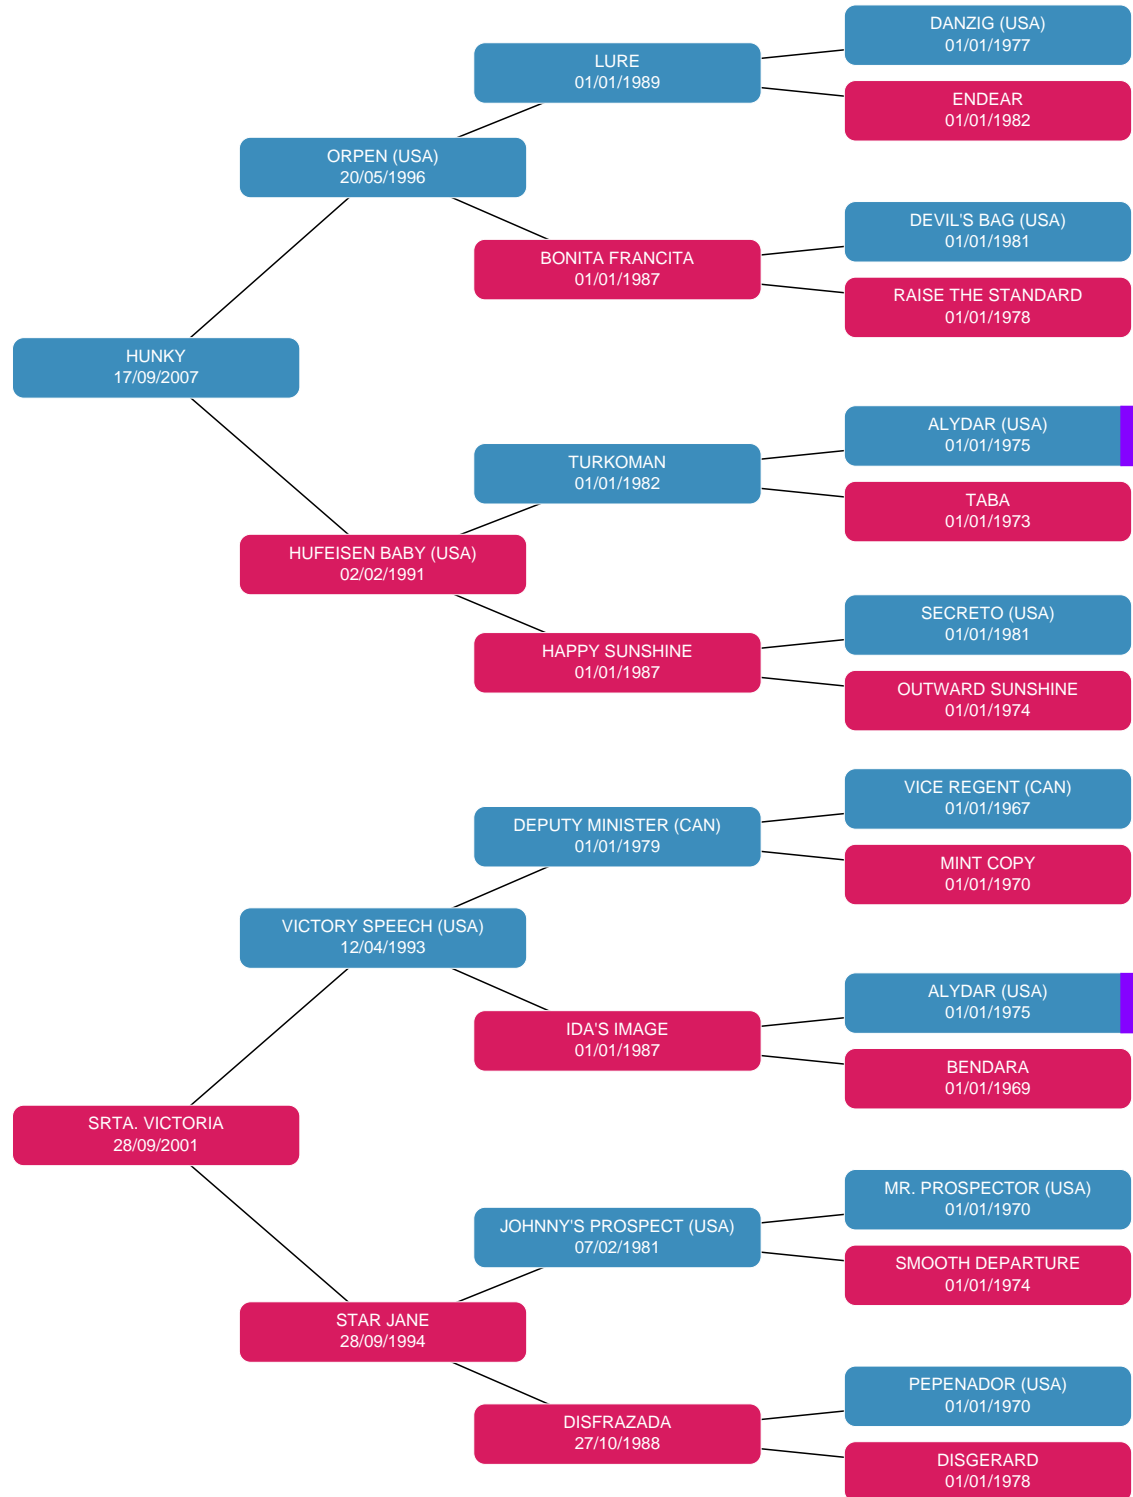 DANZIG (USA)
01/01/1977
LURE
01/01/1989
ENDEAR
01/01/1982
ORPEN (USA)
20/05/1996
DEVIL'S BAG (USA)
01/01/1981
BONITA FRANCITA
01/01/1987
RAISE THE STANDARD
01/01/1978
HUNKY
17/09/2007
ALYDAR (USA)
01/01/1975
TURKOMAN
01/01/1982
TABA
01/01/1973
HUFEISEN BABY (USA)
02/02/1991
SECRETO (USA)
01/01/1981
HAPPY SUNSHINE
01/01/1987
OUTWARD SUNSHINE
01/01/1974
VICE REGENT (CAN)
01/01/1967
DEPUTY MINISTER (CAN)
01/01/1979
MINT COPY
01/01/1970
VICTORY SPEECH (USA)
12/04/1993
ALYDAR (USA)
01/01/1975
IDA'S IMAGE
01/01/1987
BENDARA
01/01/1969
SRTA. VICTORIA
28/09/2001
MR. PROSPECTOR (USA)
01/01/1970
JOHNNY'S PROSPECT (USA)
07/02/1981
SMOOTH DEPARTURE
01/01/1974
STAR JANE
28/09/1994
PEPENADOR (USA)
01/01/1970
DISFRAZADA
27/10/1988
DISGERARD
01/01/1978